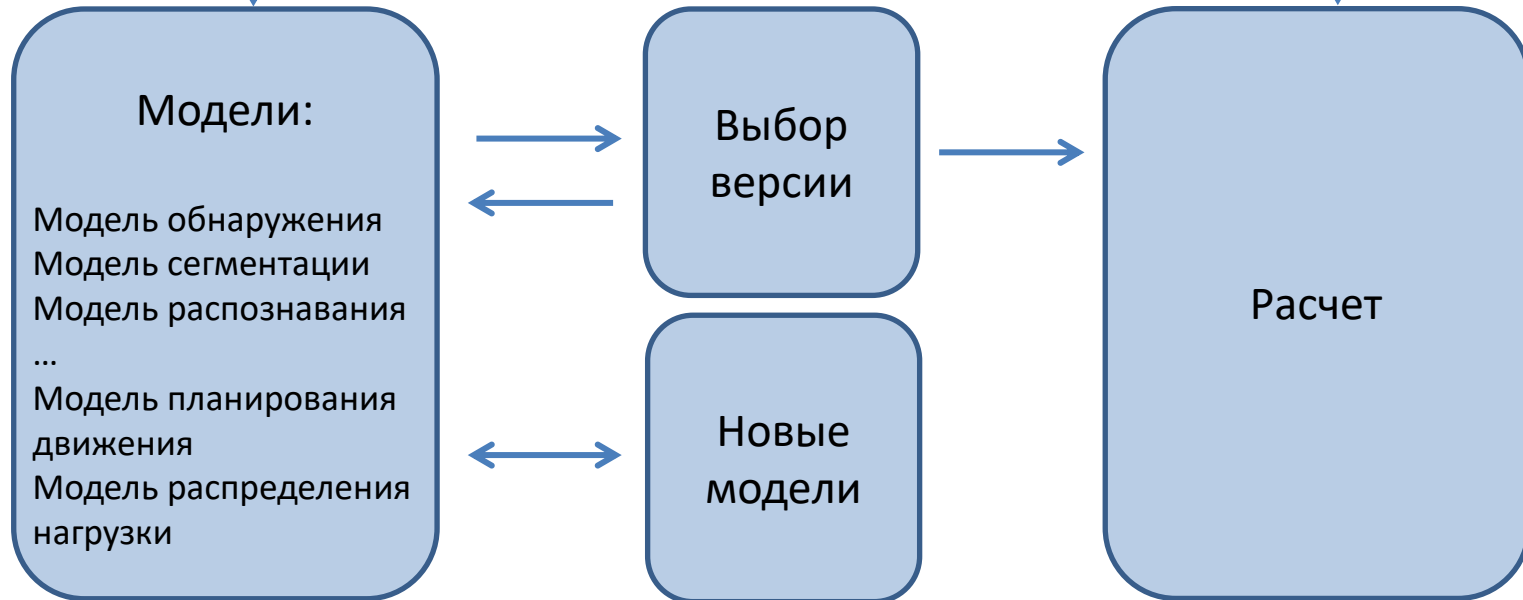 Модели:
Модель обнаружения
Модель сегментации
Модель распознавания
…
Модель планирования
движения
Модель распределения
нагрузки
Выбор
версии
Новые
модели
Расчет